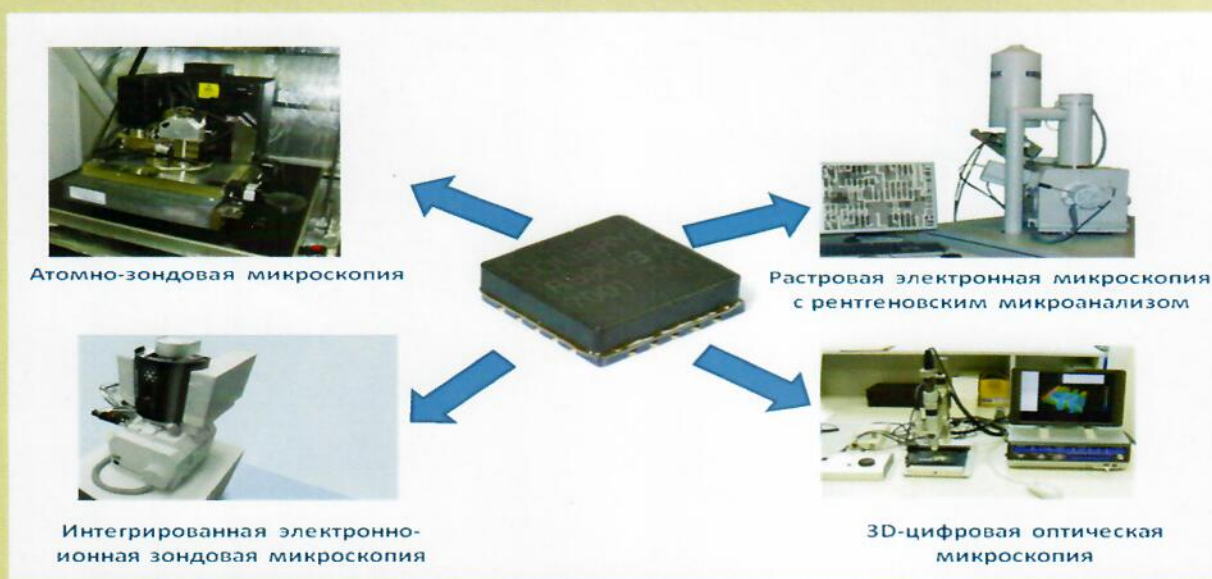 Атомно-зондовая микроскопия
Растровая электронная микроскопия
с рентгеновским микроанализом
Интегрированная электронно-
ионная зондовая микроскопия
3D-цифровая оптическая
микроскопия